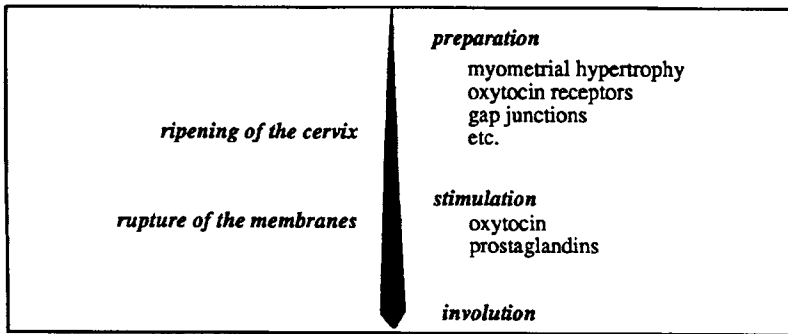 preparation
myometrial hypertrophy
oxytocin receptors
gap junctions
etc.
ripening of the cervix
stimulation
oxytocin
prostaglandins
rupture of the membranes
involution